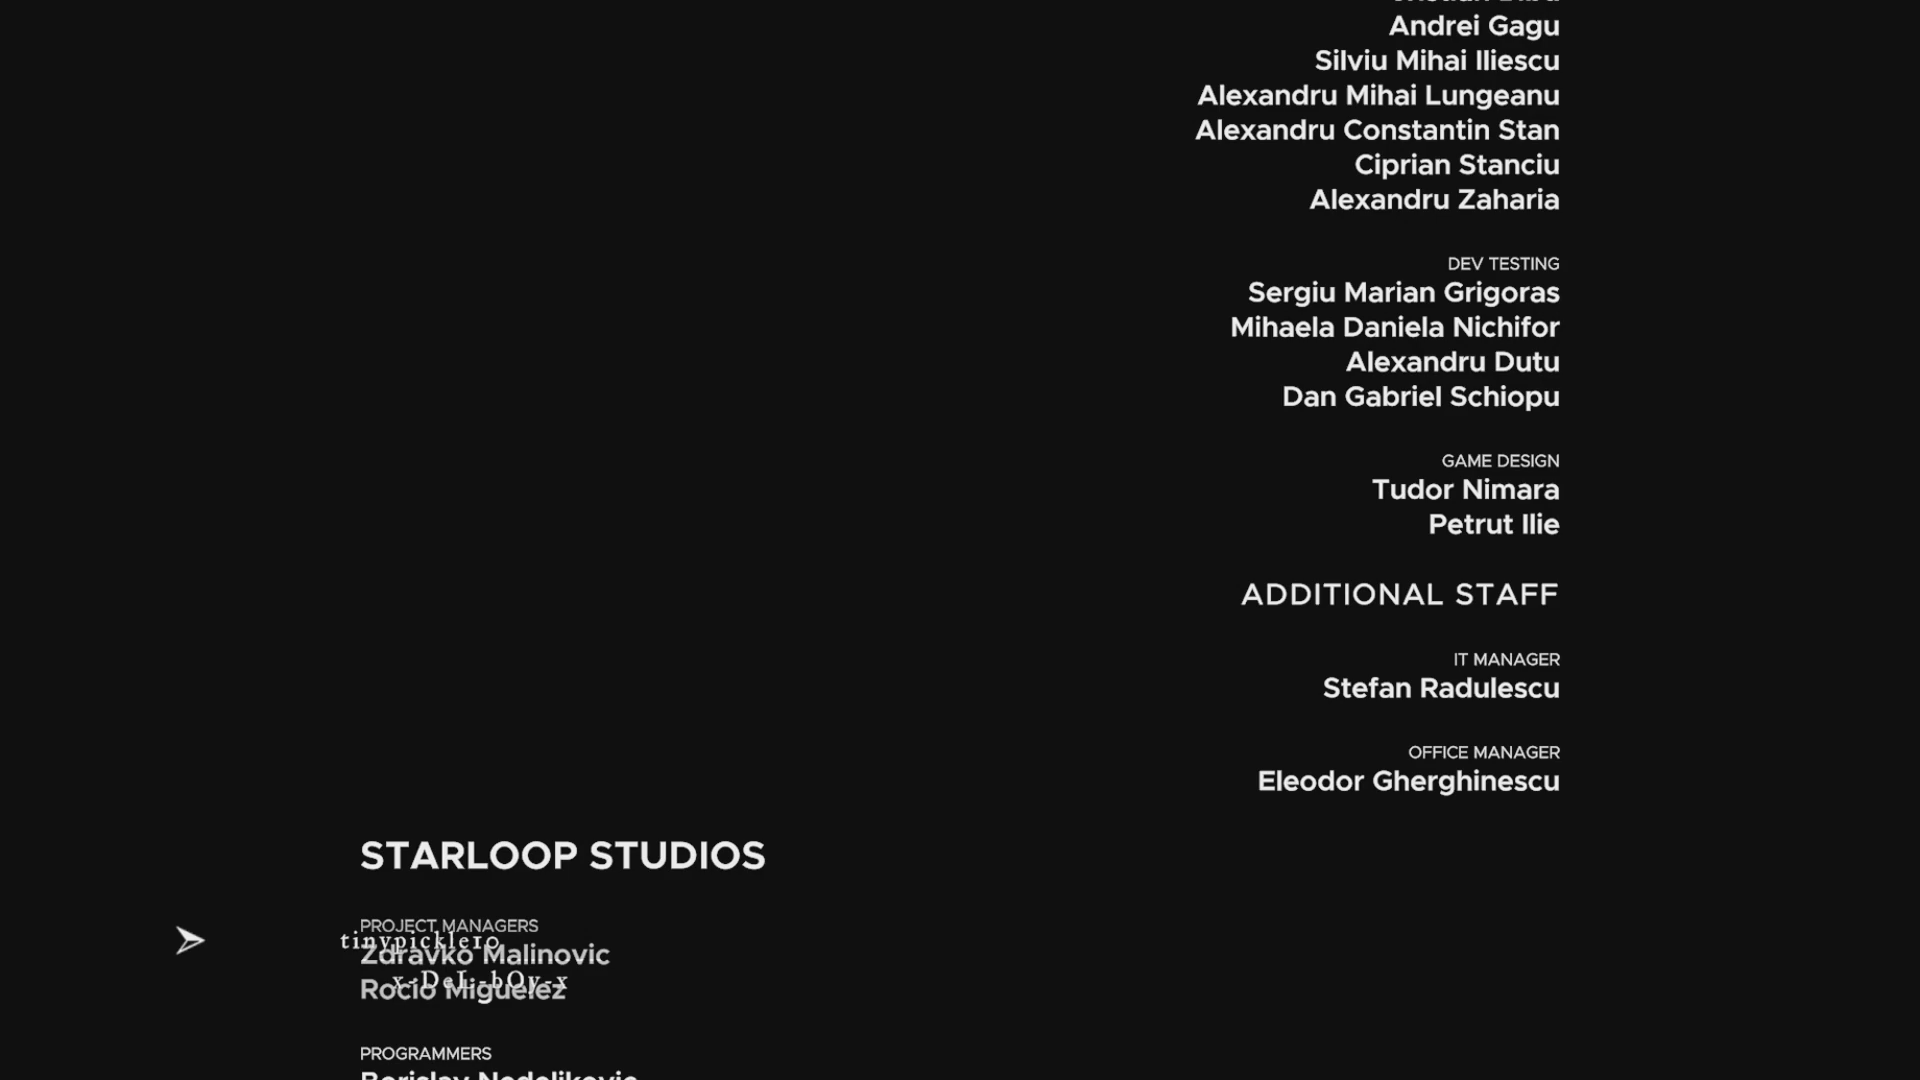 Andrei Gagu
Silviu Mihai Iliescu
Alexandru Mihai Lungeanu
Alexandru Constantin Stan
Ciprian Stanciu
Alexandru Zaharia
DEV TESTING
Sergiu Marian Grigoras
Mihaela Daniela Nichifor
Alexandru Dutu
Dan Gabriel Schiopu
GAME DESIGN
Tudor Nimara
Petrut Ilie
ADDITIONAL STAFF
IT MANAGER
Stefan Radulescu
OFFICE MANAGER
Eleodor Gherghinescu
STARLOOP STUDIOS
PROJECT MANAGERS
tinypicklero
Zdravko Malinovic
x-DeL-bOy-x
Rocío Miguelez
PROGRAMMERS